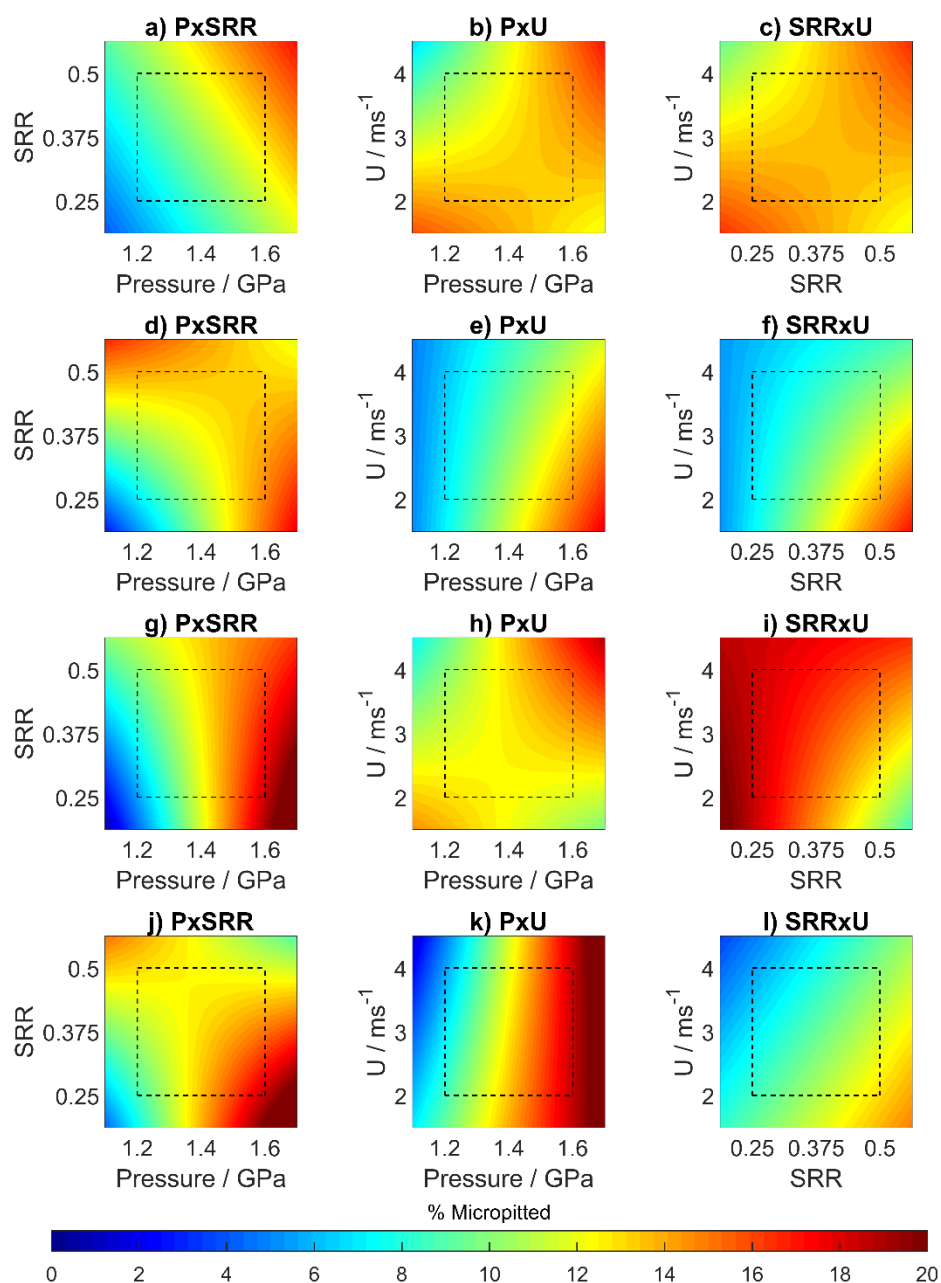 a) PxSRR
b) PxU
c) SRRxU
0.5
0.375
0.25
SRR
1.2 1.4 1.6
Pressure / GPa
4
3
2
U / ms⁻¹
1.2 1.4 1.6
Pressure / GPa
4
3
2
U / ms⁻¹
0.25 0.375 0.5
SRR
d) PxSRR
e) PxU
f) SRRxU
0.5
0.375
0.25
SRR
1.2 1.4 1.6
Pressure / GPa
4
3
2
U / ms⁻¹
1.2 1.4 1.6
Pressure / GPa
4
3
2
U / ms⁻¹
0.25 0.375 0.5
SRR
g) PxSRR
h) PxU
i) SRRxU
0.5
0.375
0.25
SRR
1.2 1.4 1.6
Pressure / GPa
4
3
2
U / ms⁻¹
1.2 1.4 1.6
Pressure / GPa
4
3
2
U / ms⁻¹
0.25 0.375 0.5
SRR
j) PxSRR
k) PxU
l) SRRxU
0.5
0.375
0.25
SRR
1.2 1.4 1.6
Pressure / GPa
4
3
2
U / ms⁻¹
1.2 1.4 1.6
Pressure / GPa
4
3
2
U / ms⁻¹
0.25 0.375 0.5
SRR
% Micropitted
0 2 4 6 8 10 12 14 16 18 20